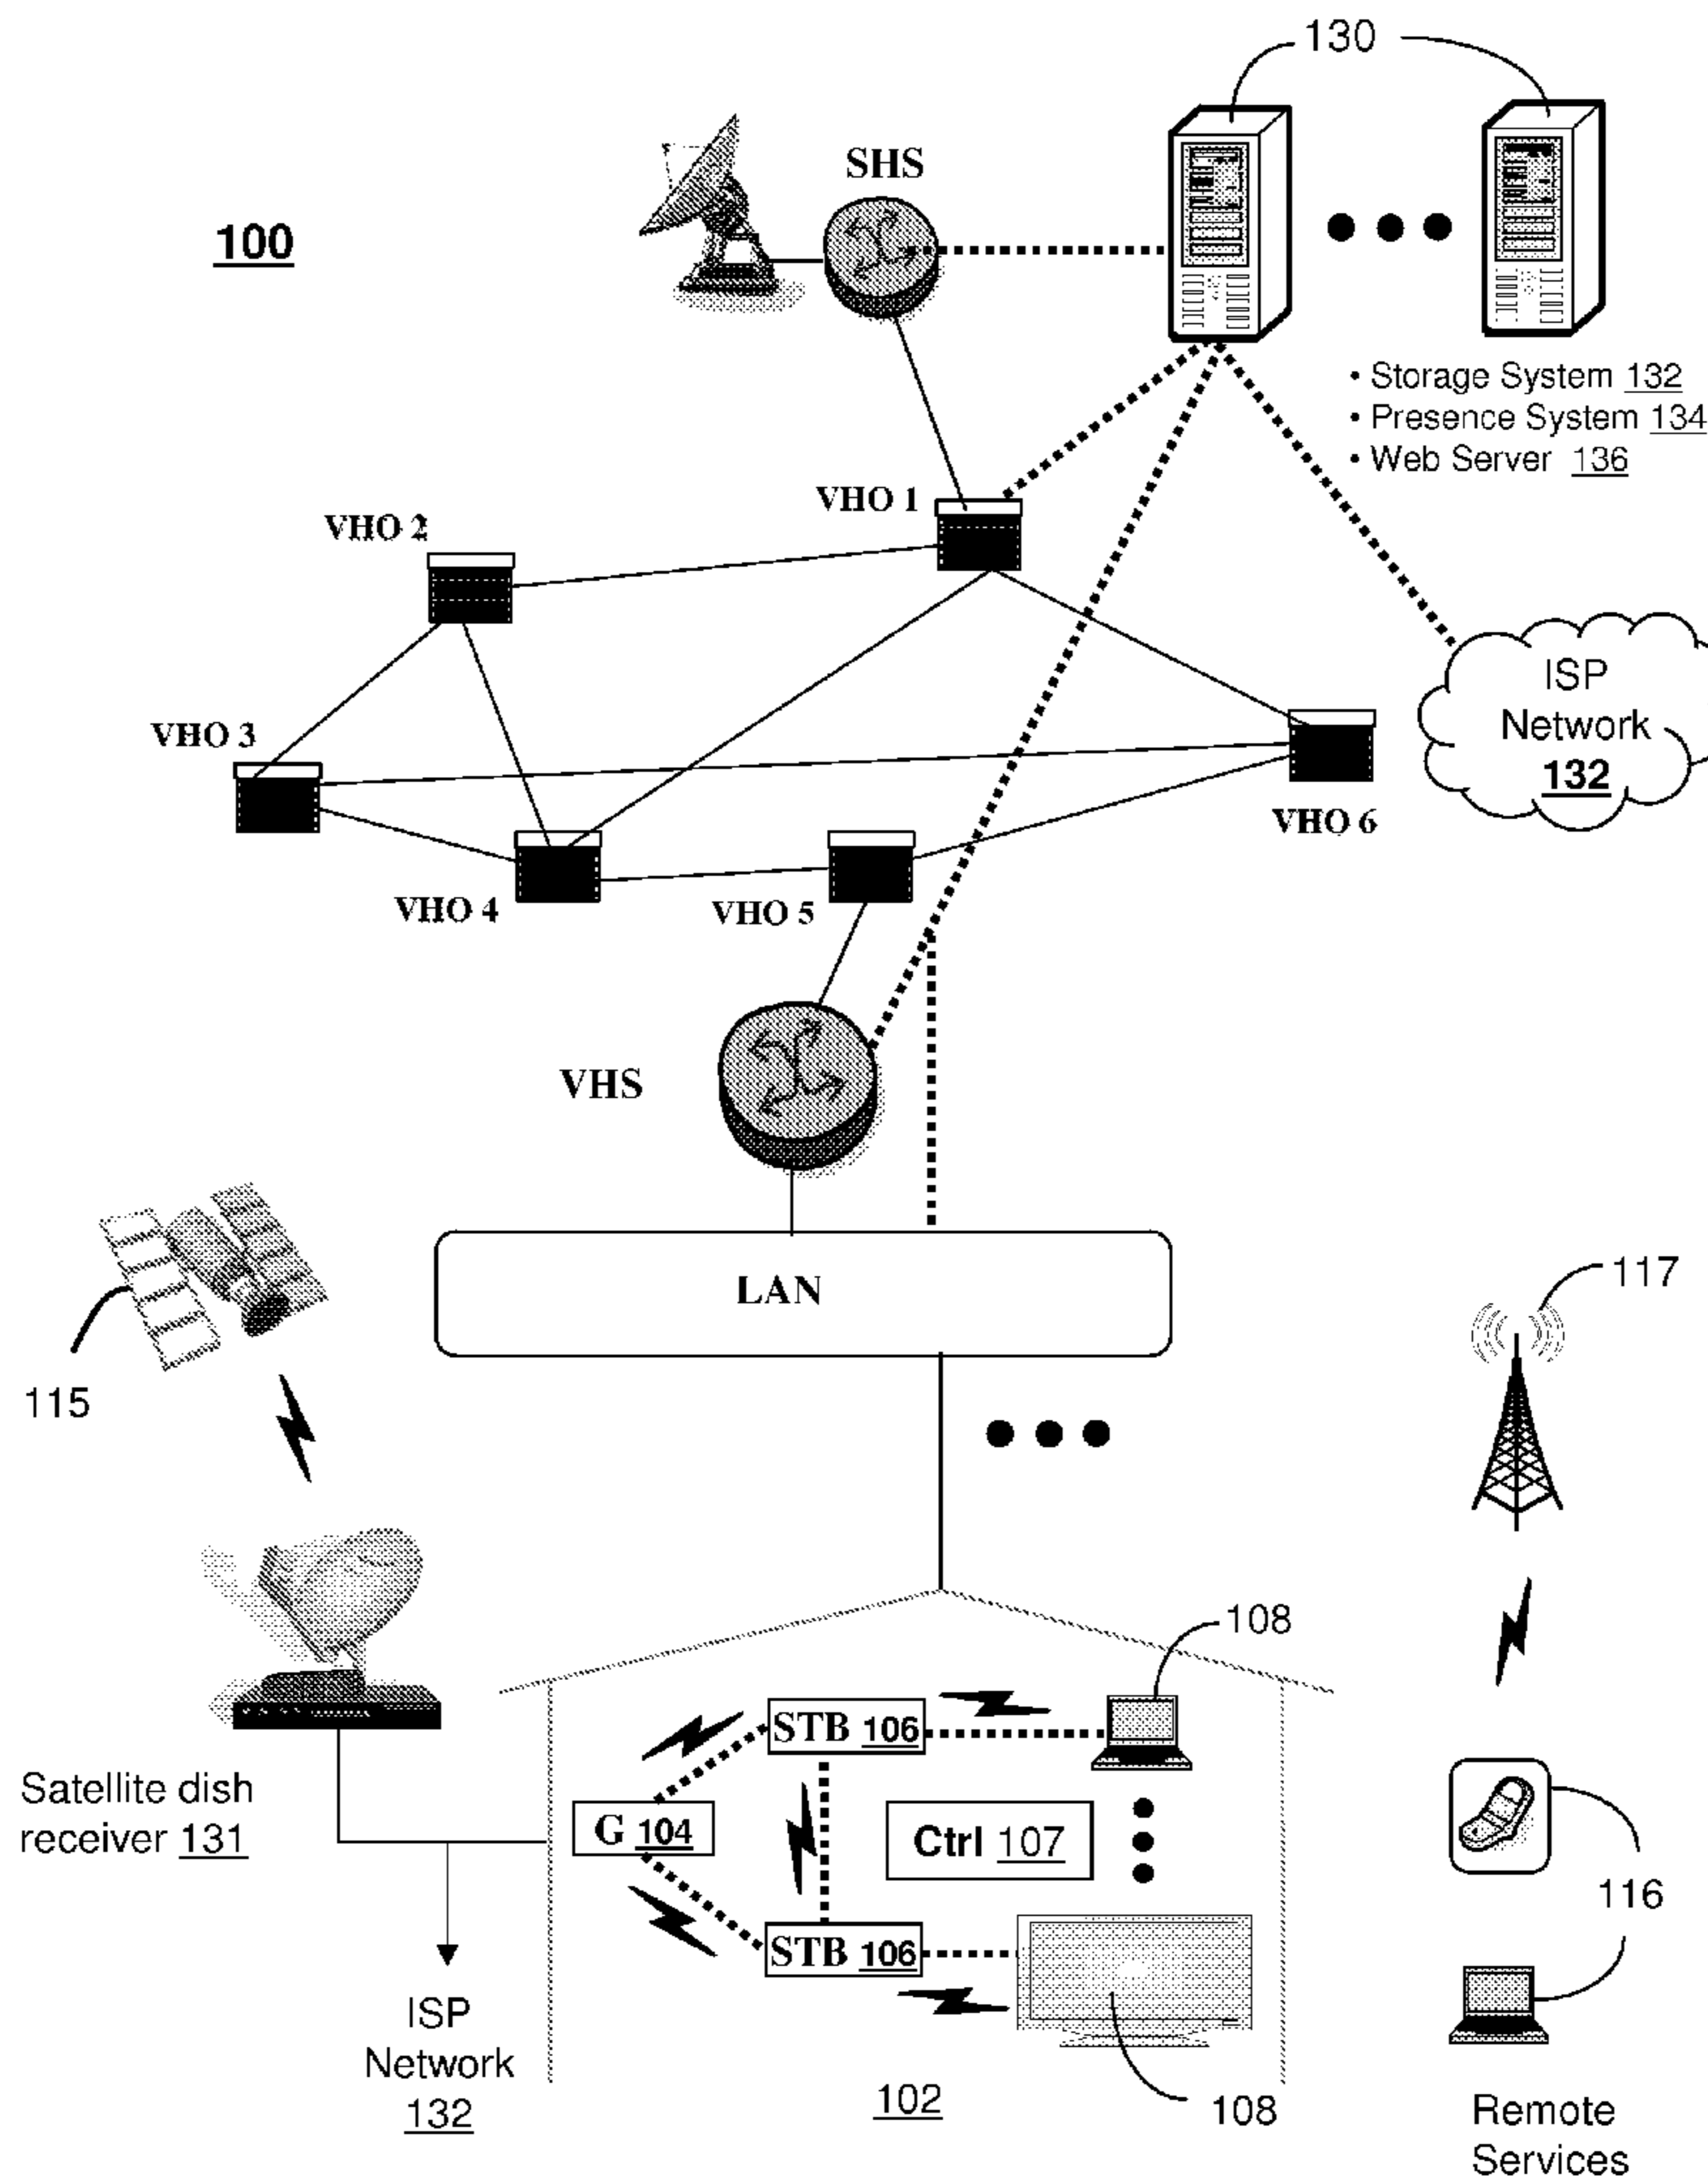 130
SHS
100
• Storage System 132
• Presence System 134
• Web Server 136
VHO 1
VHO 2
ISP
Network
132
VHO 3
VHO 6
VHO 4
VHO 5
VHS
LAN
117
115
108
STB 106
Satellite dish
receiver 131
G 104
Ctrl 107
116
STB 106
ISP
Network
132
102
108
Remote
Services